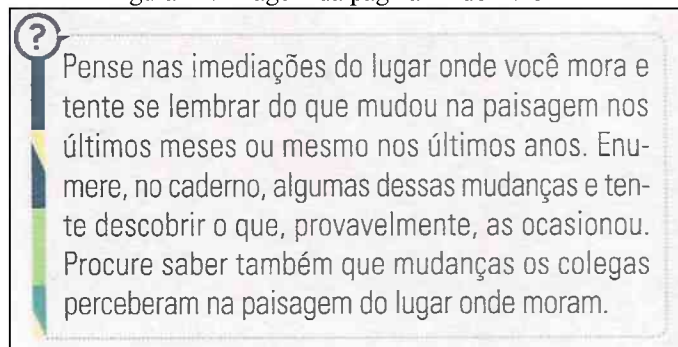 ?
Pense nas imediações do lugar onde você mora e
tente se lembrar do que mudou na paisagem nos
últimos meses ou mesmo nos últimos anos. Enu-
mere, no caderno, algumas dessas mudanças e ten-
te descobrir o que, provavelmente, as ocasionou.
Procure saber também que mudanças os colegas
perceberam na paisagem do lugar onde moram.